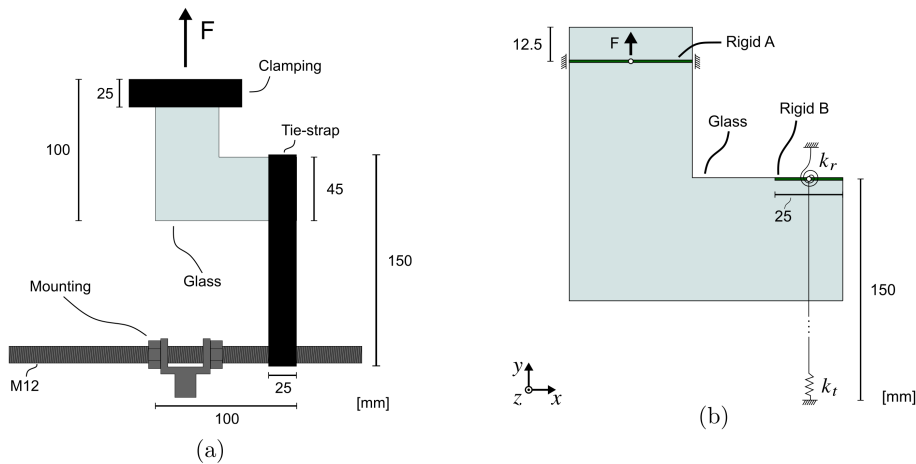 F
Clamping
25
Tie-strap
100
45
150
Glass
Mounting
M12
25
100
[mm]
(a)
12.5
F
Rigid A
Glass
Rigid B
k_r
25
150
y
z
x
k_t
[mm]
(b)